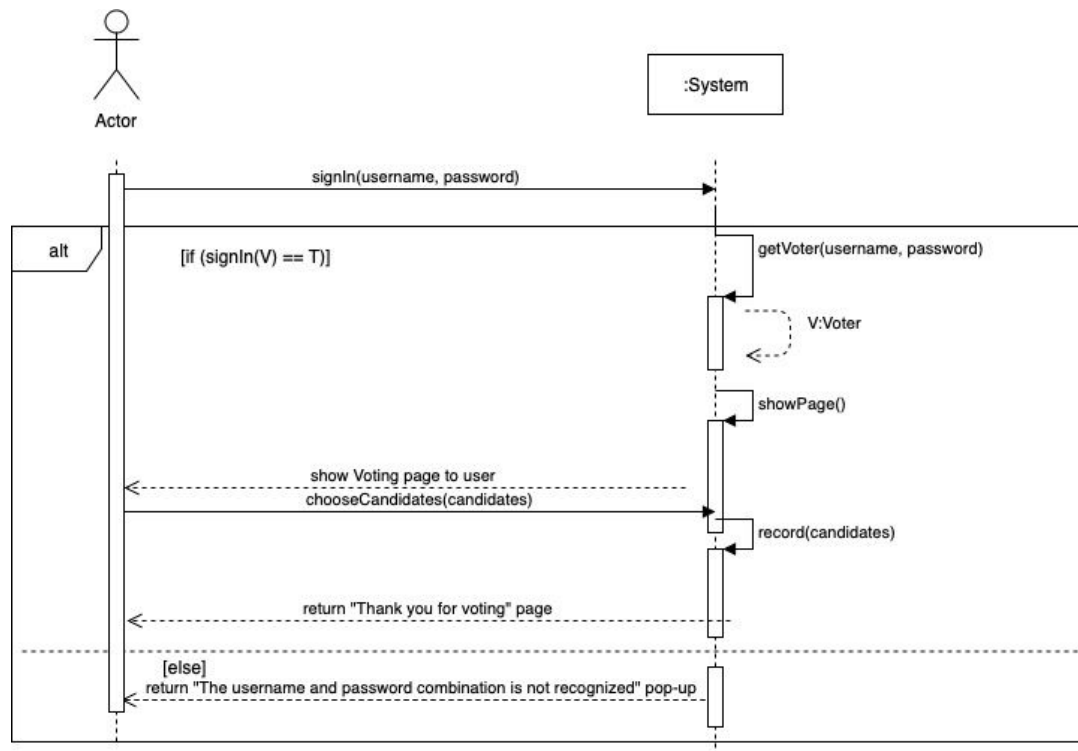 Actor
:System
signIn(username, password)
alt
[if (signIn(V) == T)]
getVoter(username, password)
V:Voter
showPage()
show Voting page to user
chooseCandidates(candidates)
record(candidates)
return "Thank you for voting" page
[else]
return "The username and password combination is not recognized" pop-up